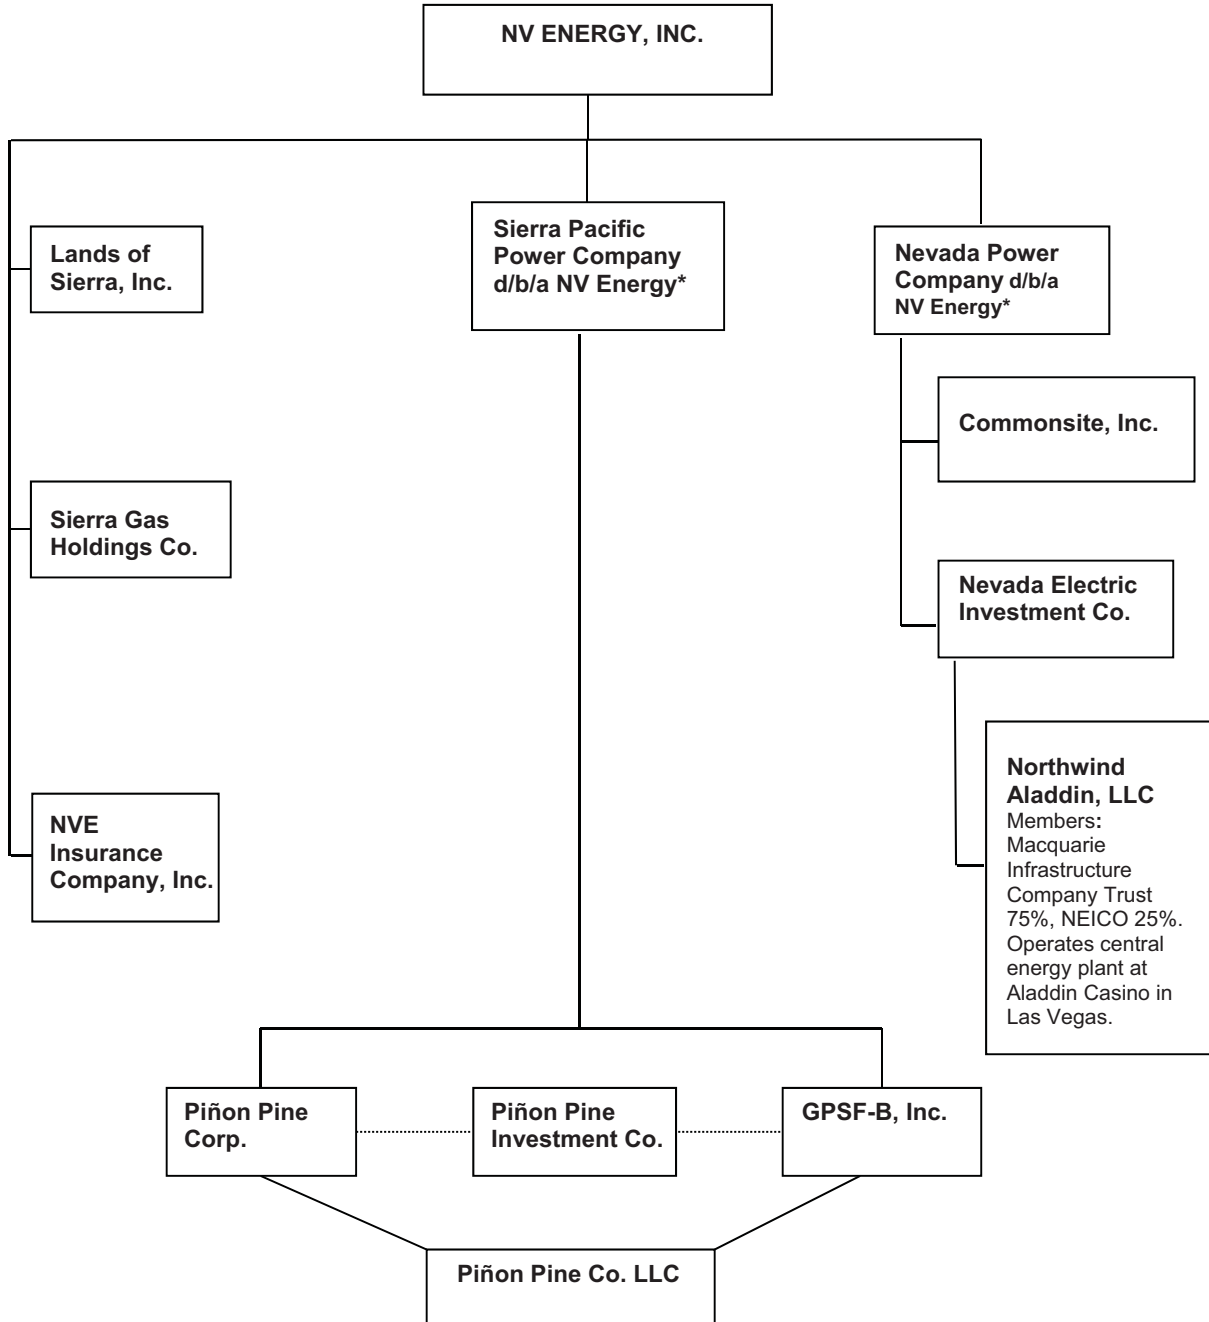 NV ENERGY, INC.
Lands of
Sierra, Inc.
Sierra Pacific
Power Company
d/b/a NV Energy*
Nevada Power
Company d/b/a
NV Energy*
Commonsite, Inc.
Sierra Gas
Holdings Co.
Nevada Electric
Investment Co.
NVE
Insurance
Company, Inc.
Northwind
Aladdin, LLC
Members:
Macquarie
Infrastructure
Company Trust
75%, NEICO 25%.
Operates central
energy plant at
Aladdin Casino in
Las Vegas.
Piñon Pine
Corp.
Piñon Pine
Investment Co.
GPSF-B, Inc.
Piñon Pine Co. LLC